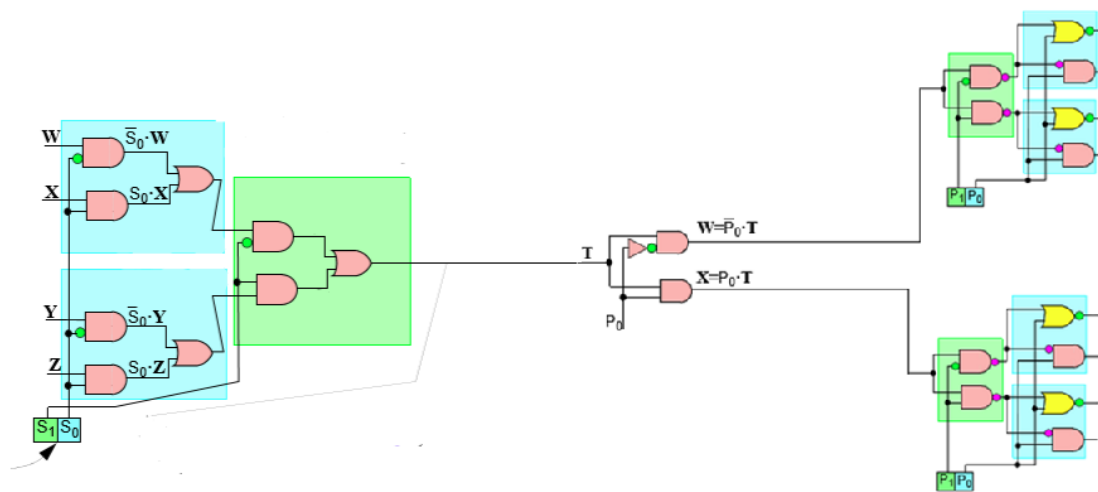 W
S̅₀·W
X
S₀·X
Y
S̅₀·Y
Z
S₀·Z
S₁ S₀
T
W=P̅₀·T
X=P₀·T
P₀
P₁ P₀
P₁ P₀